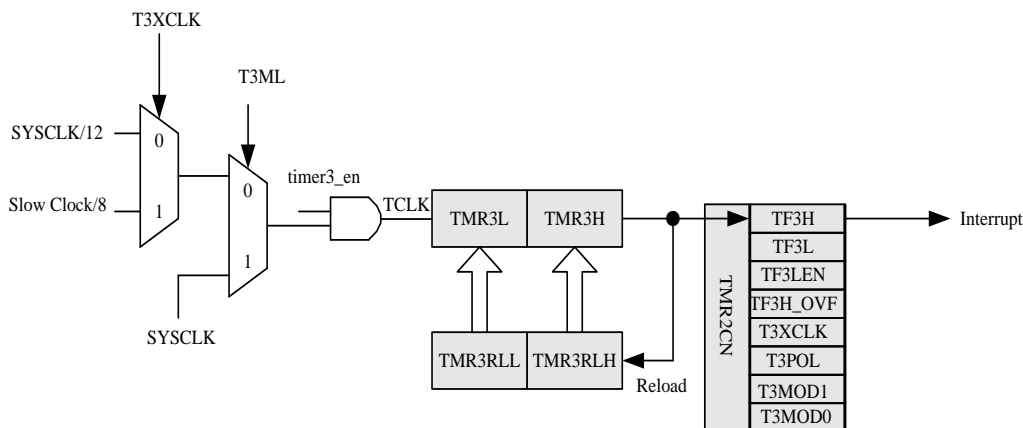 T3XCLK
T3ML
SYSCLK/12
0
Slow Clock/8
1
0
1
SYSCLK
timer3_en
TCLK
TMR3L
TMR3H
TMR3RLL
TMR3RLH
Reload
TMR2CN
TF3H
TF3L
TF3LEN
TF3H_OVF
T3XCLK
T3POL
T3MOD1
T3MOD0
Interrupt